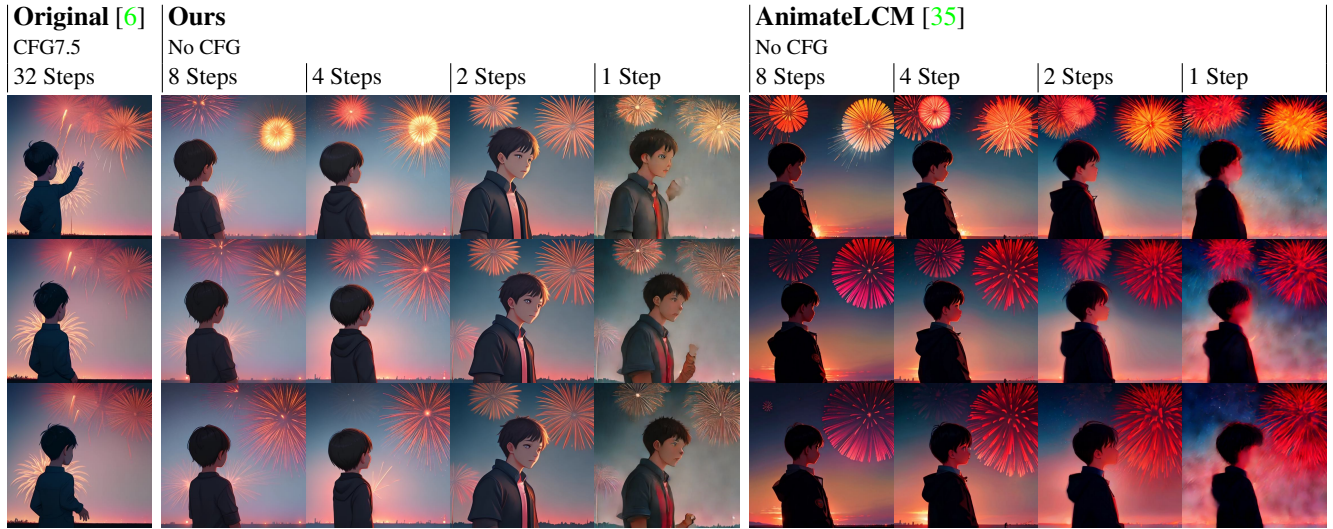 Original [6]
CFG7.5
32 Steps
Ours
No CFG
8 Steps
4 Steps
2 Steps
1 Step
AnimateLCM [35]
No CFG
8 Steps
4 Step
2 Steps
1 Step